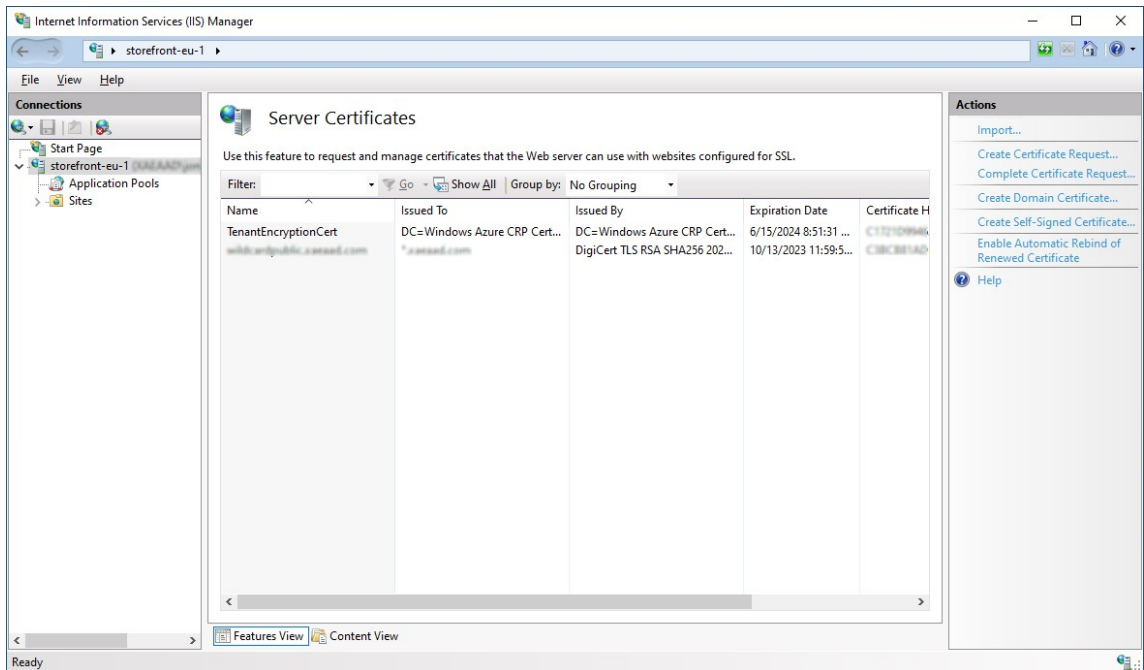 Internet Information Services (IIS) Manager
storefront-eu-1
File View Help
Connections
Start Page
storefront-eu-1
Application Pools
Sites
Server Certificates
Use this feature to request and manage certificates that the Web server can use with websites configured for SSL.
Filter: Go Show All Group by: No Grouping
Name Issued To Issued By Expiration Date Certificate H
TenantEncryptionCert DC=Windows Azure CRP Cert... DC=Windows Azure CRP Cert... 6/15/2024 8:51:31 ...
DigiCert TLS RSA SHA256 202... 10/13/2023 11:59:5...
Features View Content View
Actions
Import...
Create Certificate Request...
Complete Certificate Request...
Create Domain Certificate...
Create Self-Signed Certificate...
Enable Automatic Rebind of
Renewed Certificate
Help
Ready